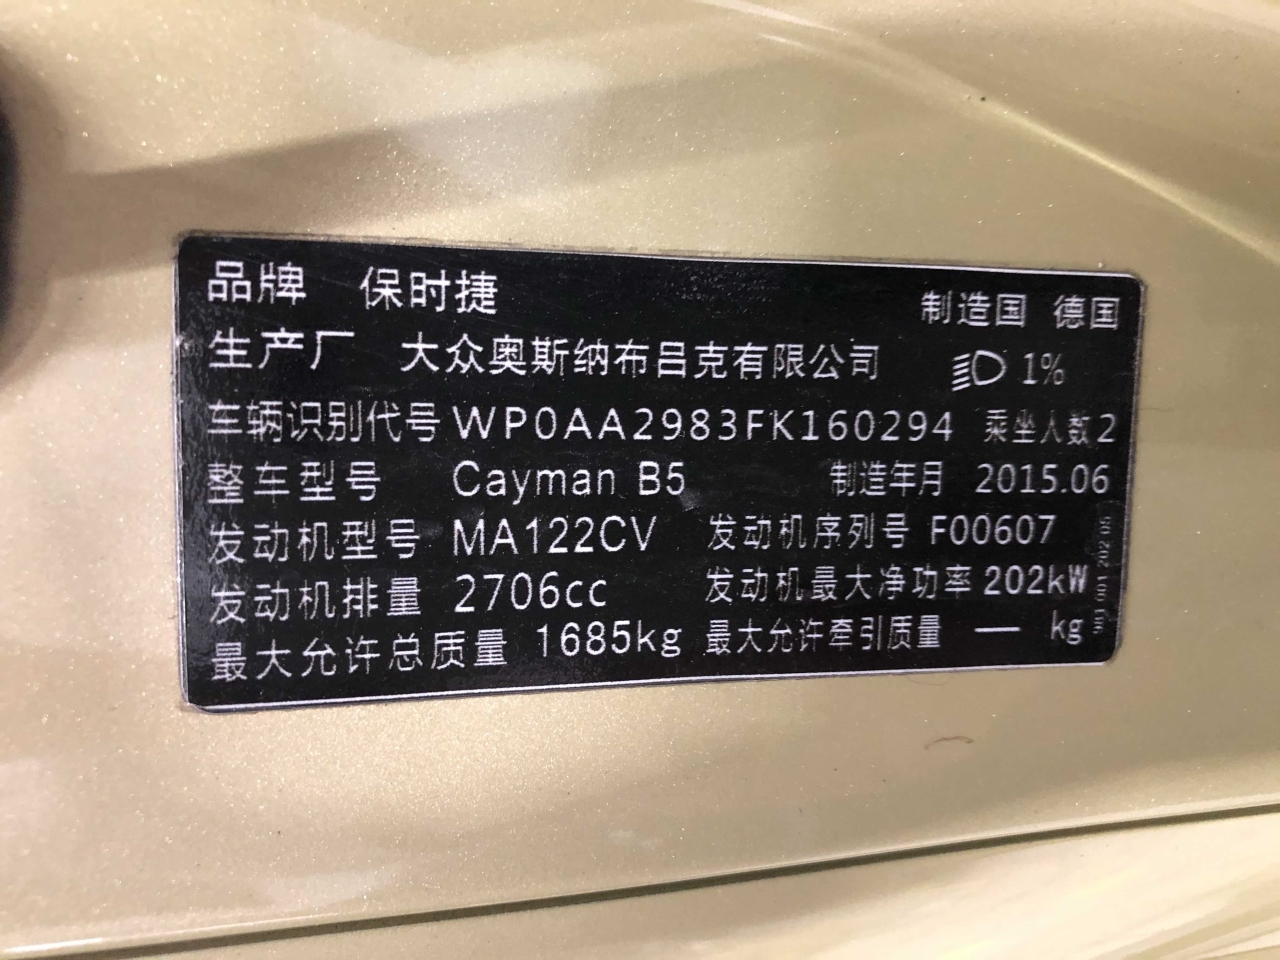 品牌 保时捷 制造国 德国
生产厂 大众奥斯纳布吕克有限公司 1%
车辆识别代号 WP0AA2983FK160294 乘坐人数 2
整车型号 Cayman B5 制造年月 2015.06
发动机型号 MA122CV 发动机序列号 F00607
发动机排量 2706cc 发动机最大净功率 202kW
最大允许总质量 1685kg 最大允许牵引质量 — kg